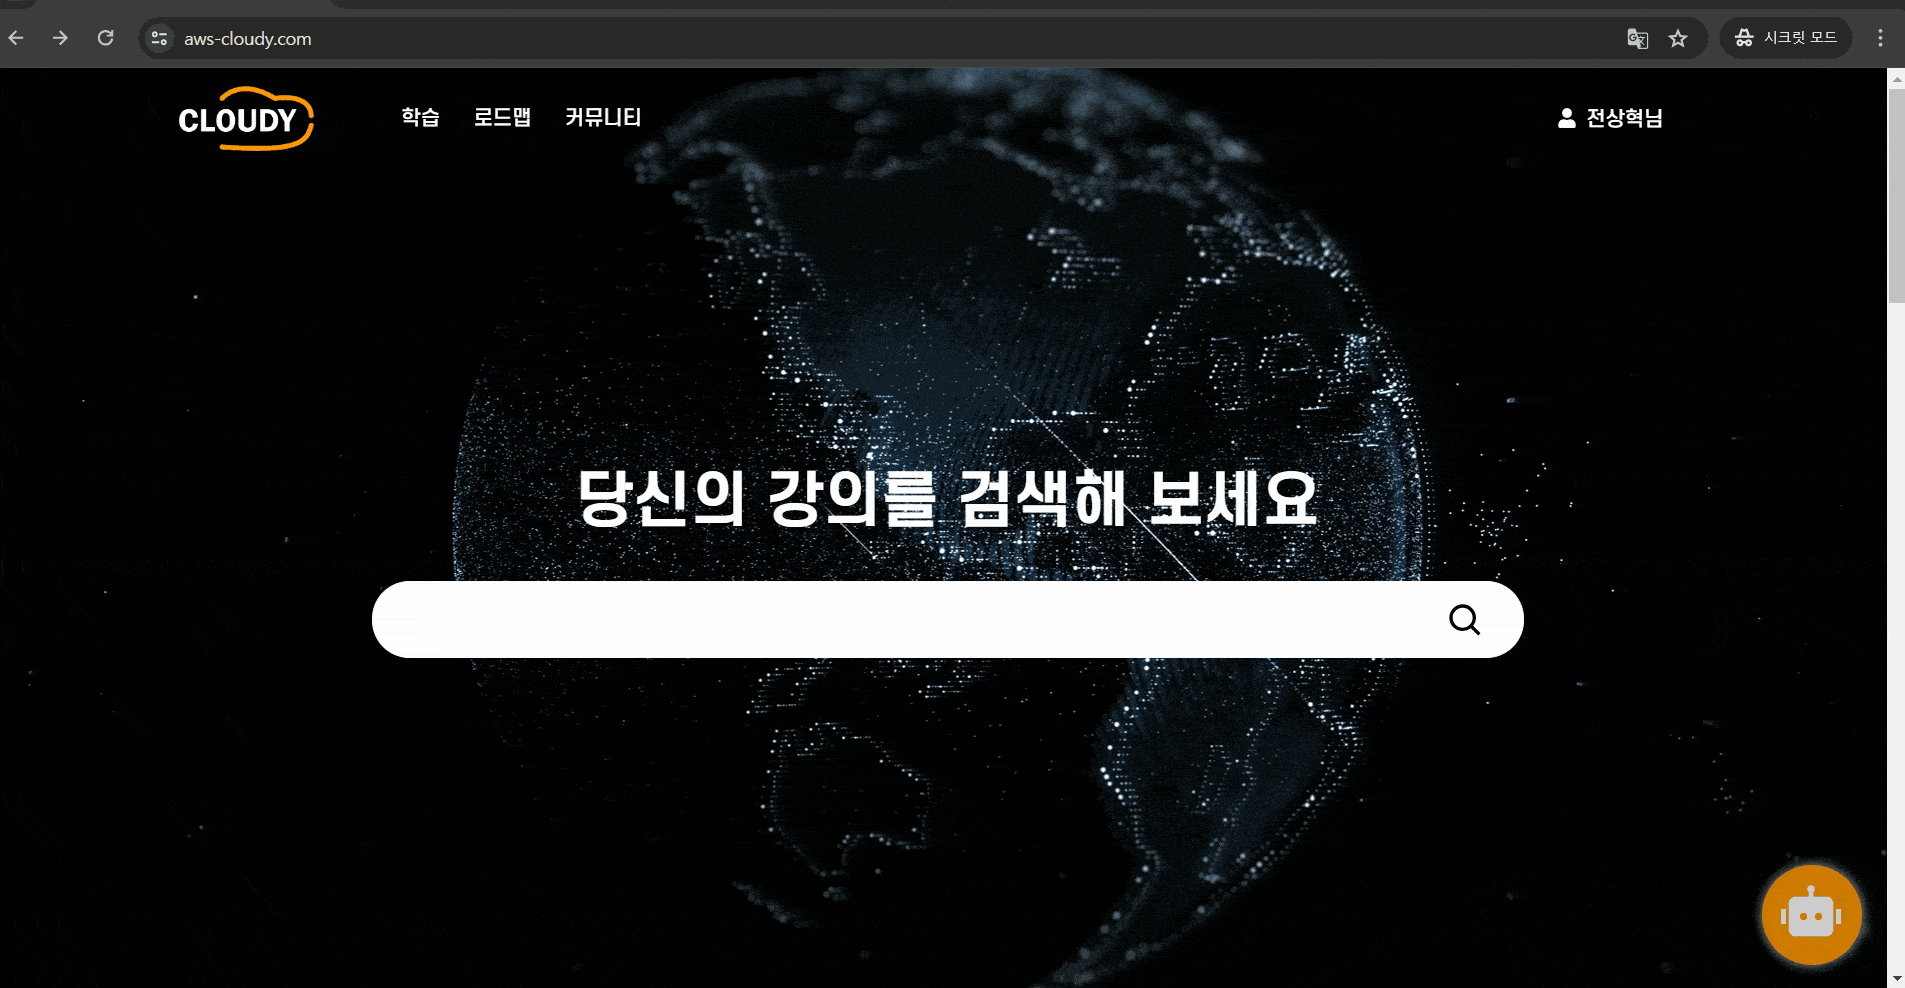 aws-cloudy.com
시크릿 모드
CLOUDY
학습 로드맵 커뮤니티
전상혁님
당신의 강의를 검색해 보세요